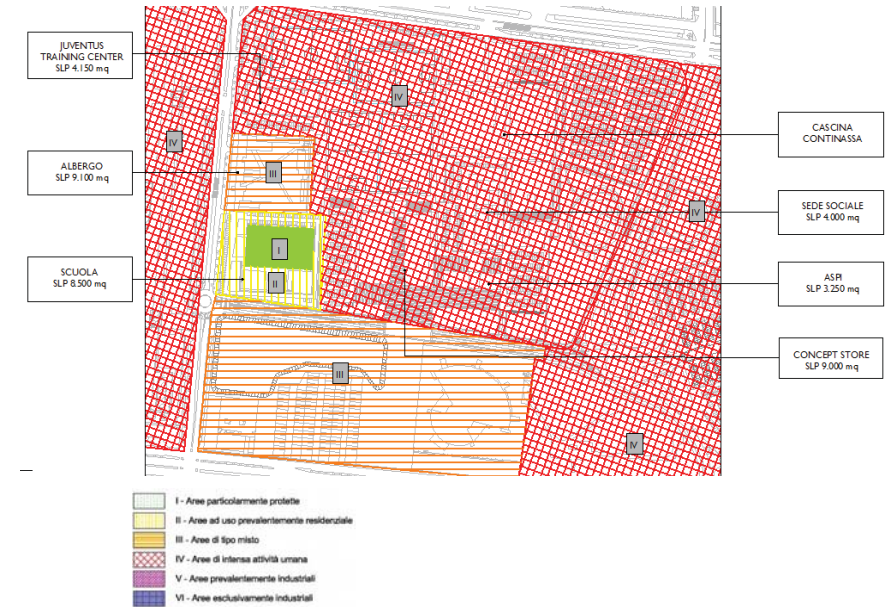 JUVENTUS
TRAINING CENTER
SLP 4.150 mq
IV
CASCINA
CONTINASSA
IV
ALBERGO
SLP 9.100 mq
III
SEDE SOCIALE
SLP 4.000 mq
IV
I
SCUOLA
SLP 8.500 mq
II
ASPI
SLP 3.250 mq
CONCEPT STORE
SLP 9.000 mq
III
IV
I - Aree particolarmente protette
II - Aree ad uso prevalentemente residenziale
III - Aree di tipo misto
IV - Aree di intensa attività umana
V - Aree prevalentemente industriali
VI - Aree esclusivamente industriali